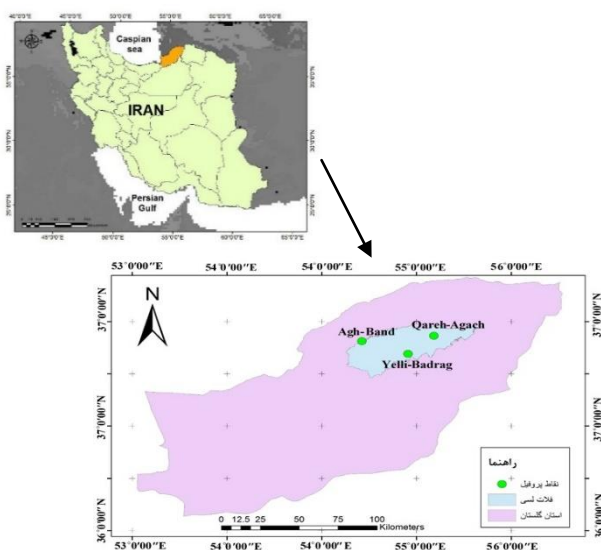 Caspian
sea
IRAN
Persian
Gulf
53°0'00"E 54°0'00"E 54°0'00"E 55°0'00"E 56°0'00"E
N
37°0'00"N
37°0'00"N
36°0'00"N
Agh-Band
Qareh-Agach
Yelli-Badrag
راهنما
نقاط پروفیل
فلات لسی
استان گلستان
0 12.5 25 50 75 100
Kilometers
53°0'00"E 54°0'00"E 54°0'00"E 55°0'00"E 56°0'00"E